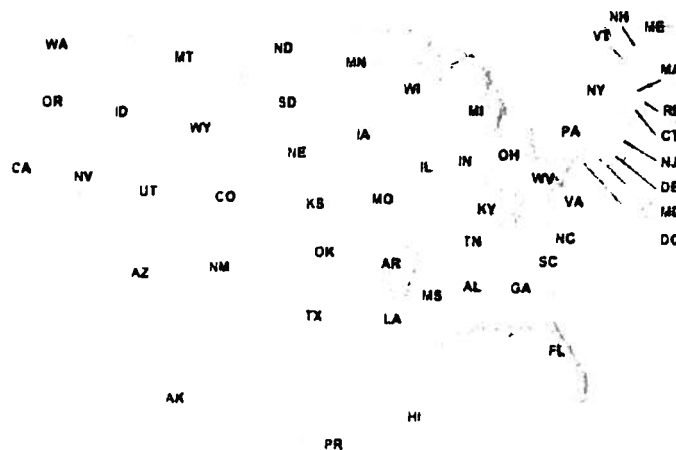 NH
ME
VT
WA
ND
MT
MN
MA
WI
NY
OR
SD
RI
ID
MI
WY
PA
CT
IA
NE
OH
NJ
IL
IN
CA
NV
WV
DE
UT
CO
MO
KS
VA
KY
MD
NC
DC
TN
OK
SC
AR
NM
AZ
AL
GA
MS
TX
LA
FL
AK
HI
PR